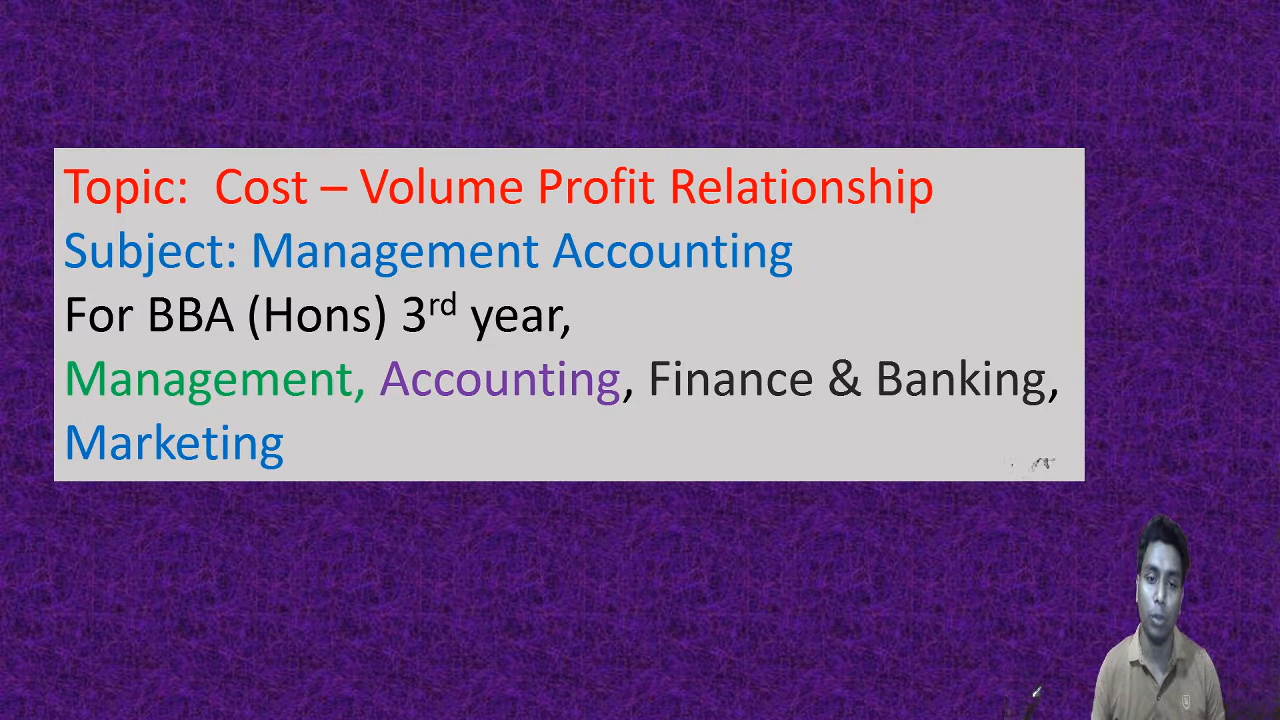 Topic: Cost – Volume Profit Relationship
Subject: Management Accounting
For BBA (Hons) 3rd year,
Management, Accounting, Finance & Banking,
Marketing